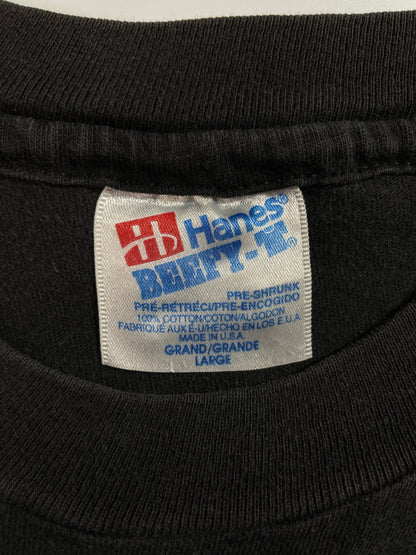 Hanes®
BEEFY-T.®
PRE-SHRUNK
PRÉ-RÉTRÉCI/PRE-ENCOGIDO
100% COTTON/COTON/ALGODON
FABRIQUÉ AUX É-U/HECHO EN LOS E.U.A.
MADE IN U.S.A.
GRAND/GRANDE
LARGE